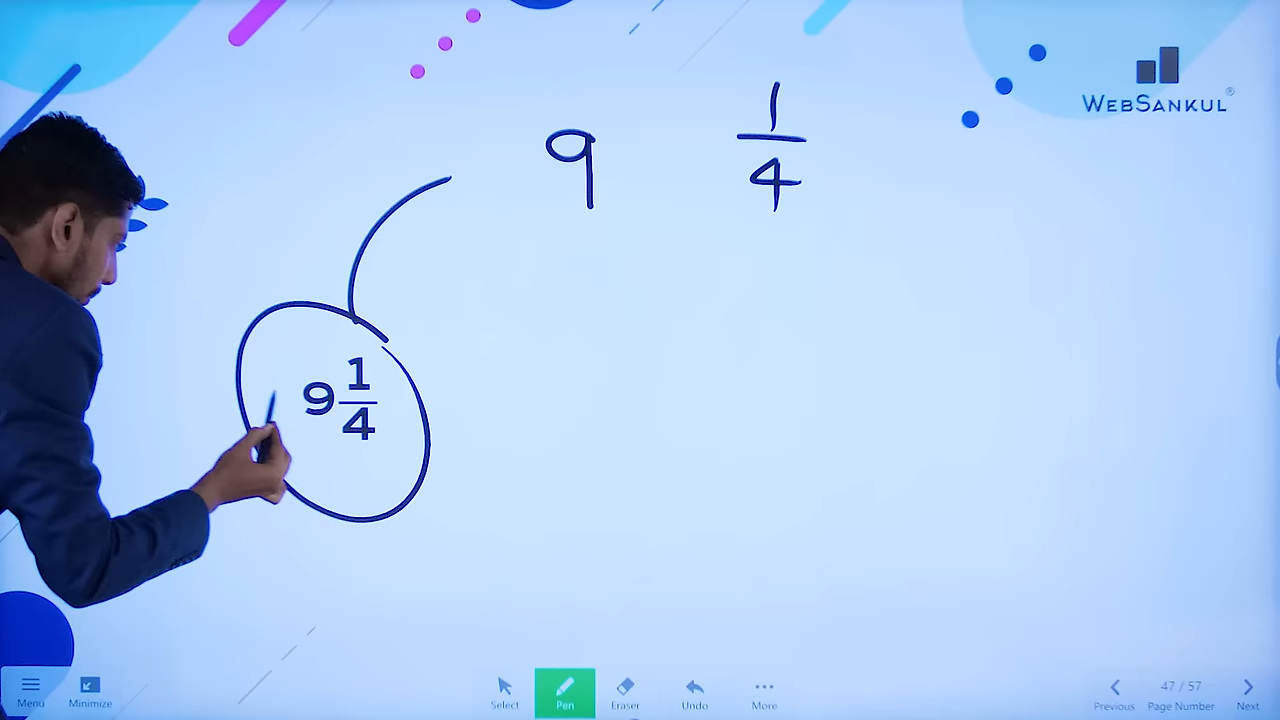 WEBSANKUL®
9 1/4
9 1/4
Menu Minimize Select Pen Eraser Undo More Previous Page Number Next
47 / 57